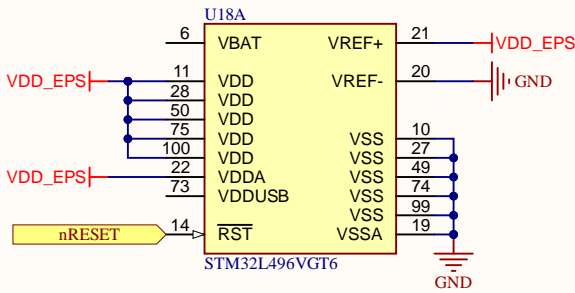 U18A
6 VBAT VREF+ 21 VDD_EPS
VDD_EPS 11 VDD VREF- 20 GND
28 VDD
50 VDD
75 VDD VSS 10
100 VDD VSS 27
VDD_EPS 22 VDDA VSS 49
73 VDDUSB VSS 74
VSS 99
nRESET 14 RST VSSA 19
STM32L496VGT6
GND